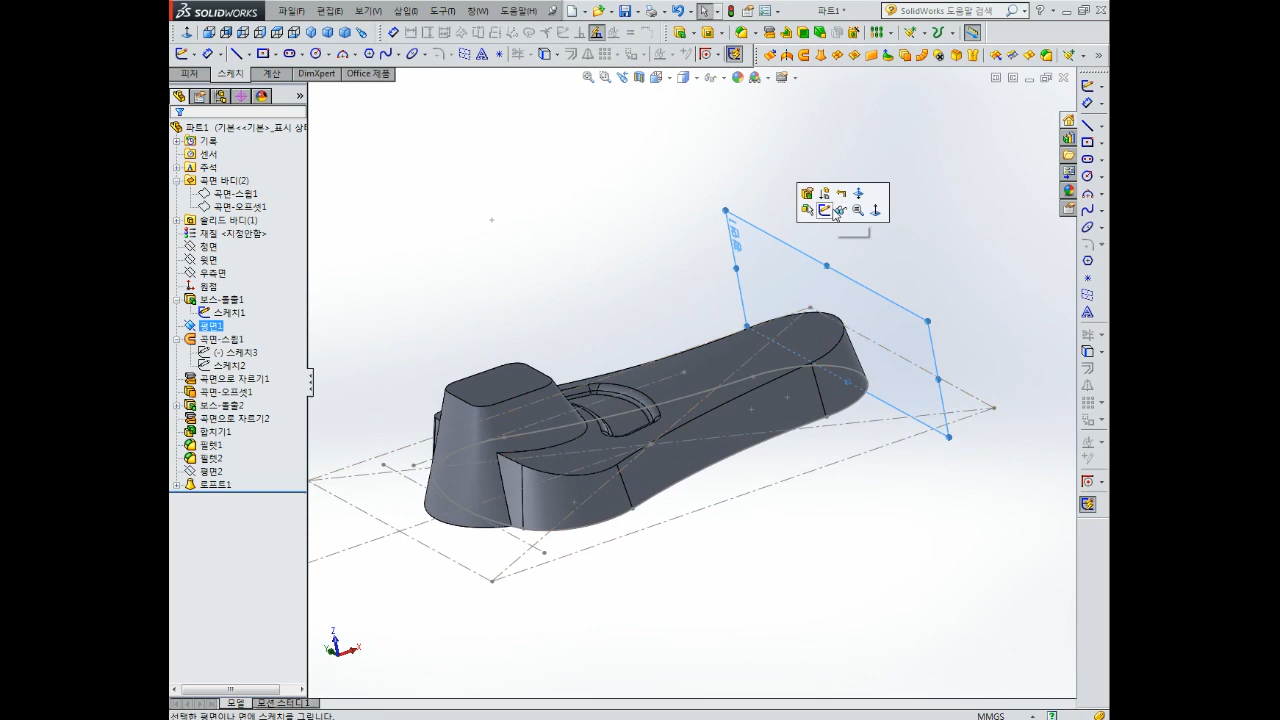 SOLIDWORKS 파일(F) 편집(E) 보기(V) 삽입(I) 도구(T) 창(W) 도움말(H) 파트1 * SolidWorks 도움말 검색
피처 스케치 계산 DimXpert Office 제품
파트1 (기본<<기본>_표시 상태
기록
센서
주석
곡면 바디(2)
곡면-스윕1
곡면-오프셋1
솔리드 바디(1)
재질 <지정안함>
정면
윗면
우측면
원점
보스-돌출1
스케치1
평면1
곡면-스윕1
(-) 스케치3
스케치2
곡면으로 자르기1
곡면-오프셋1
보스-돌출2
곡면으로 자르기2
합치기1
필렛1
필렛2
평면2
로프트1
평면1
Z
Y
X
모델 모션 스터디1
선택한 평면이나 면에 스케치를 그립니다. MMGS